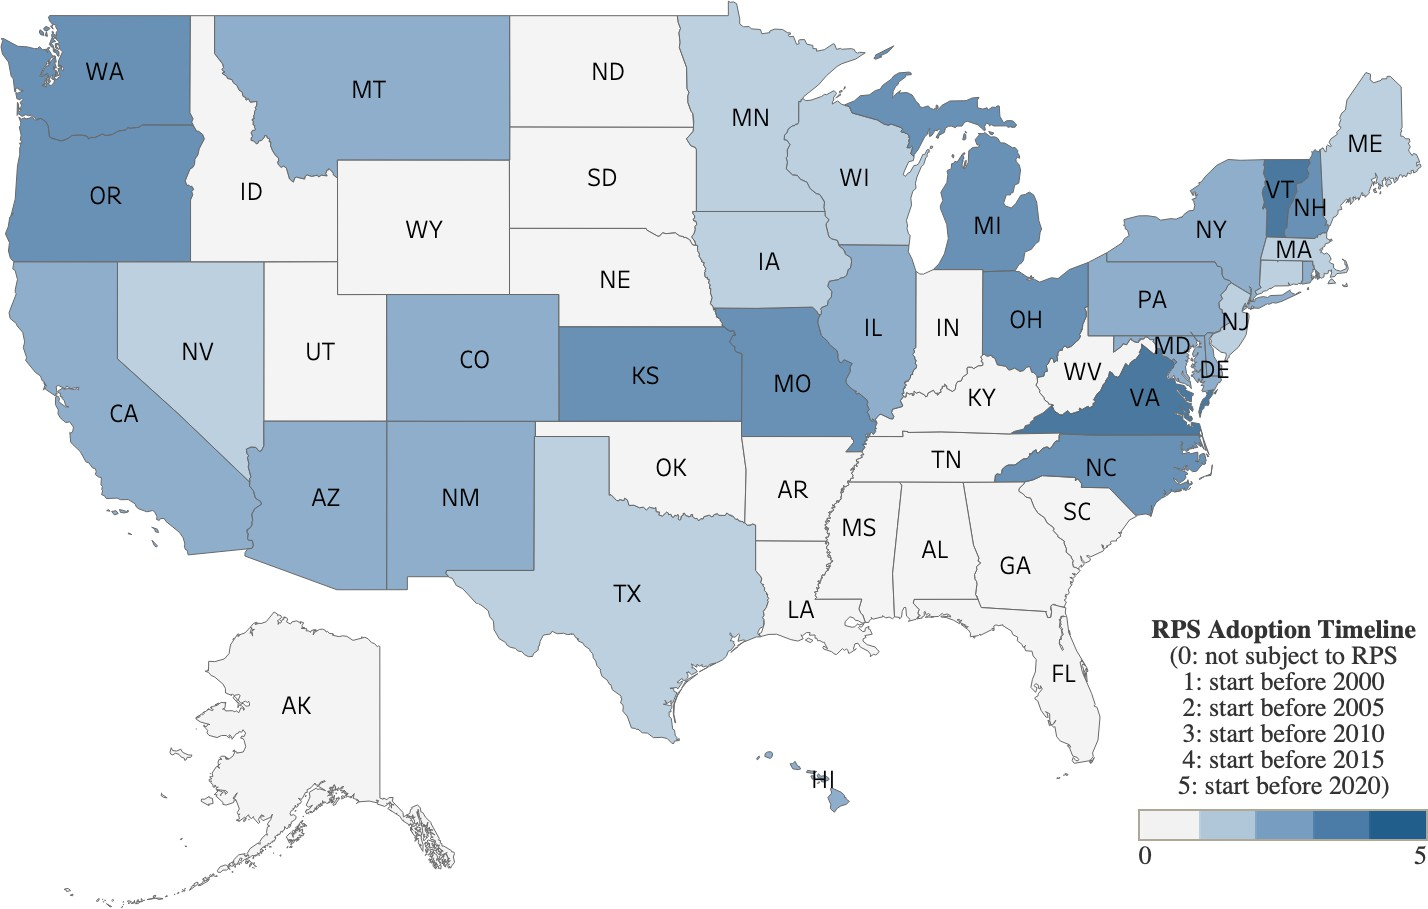 WA
MT
ND
MN
ME
OR
ID
SD
WI
VT
NH
WY
MI
NY
MA
IA
NE
PA
NV
UT
CO
IL
IN
OH
NJ
MD
KS
MO
WV
DE
CA
KY
VA
AZ
NM
OK
TN
NC
AR
SC
MS
AL
GA
TX
LA
FL
AK
HI
RPS Adoption Timeline
(0: not subject to RPS
1: start before 2000
2: start before 2005
3: start before 2010
4: start before 2015
5: start before 2020)
0 5